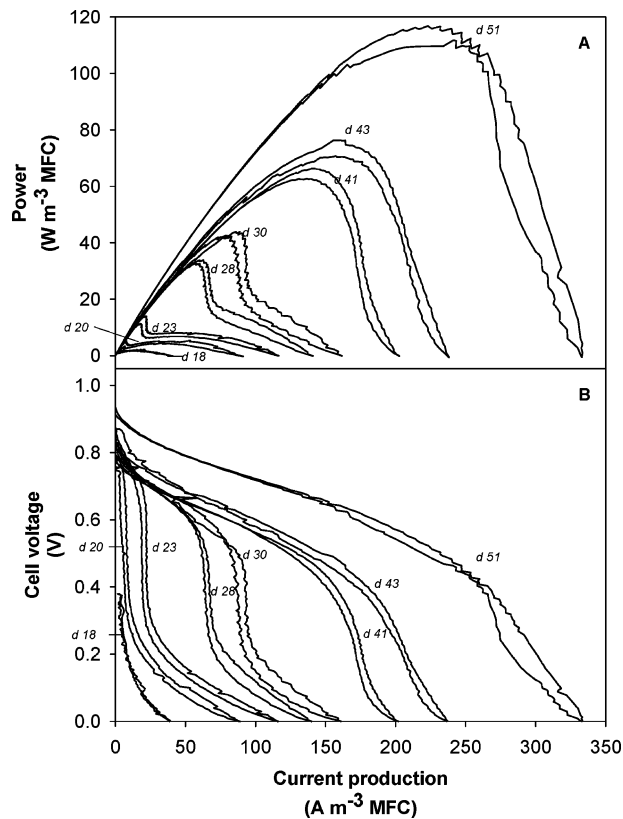 120
100
80
60
40
20
0
Power
(W m-3 MFC)
A
d 51
d 43
d 41
d 30
d 28
d 23
d 20
d 18
1.0
0.8
0.6
0.4
0.2
0.0
Cell voltage
(V)
B
d 51
d 20
d 23
d 30
d 28
d 43
d 41
d 18
0 50 100 150 200 250 300 350
Current production
(A m-3 MFC)